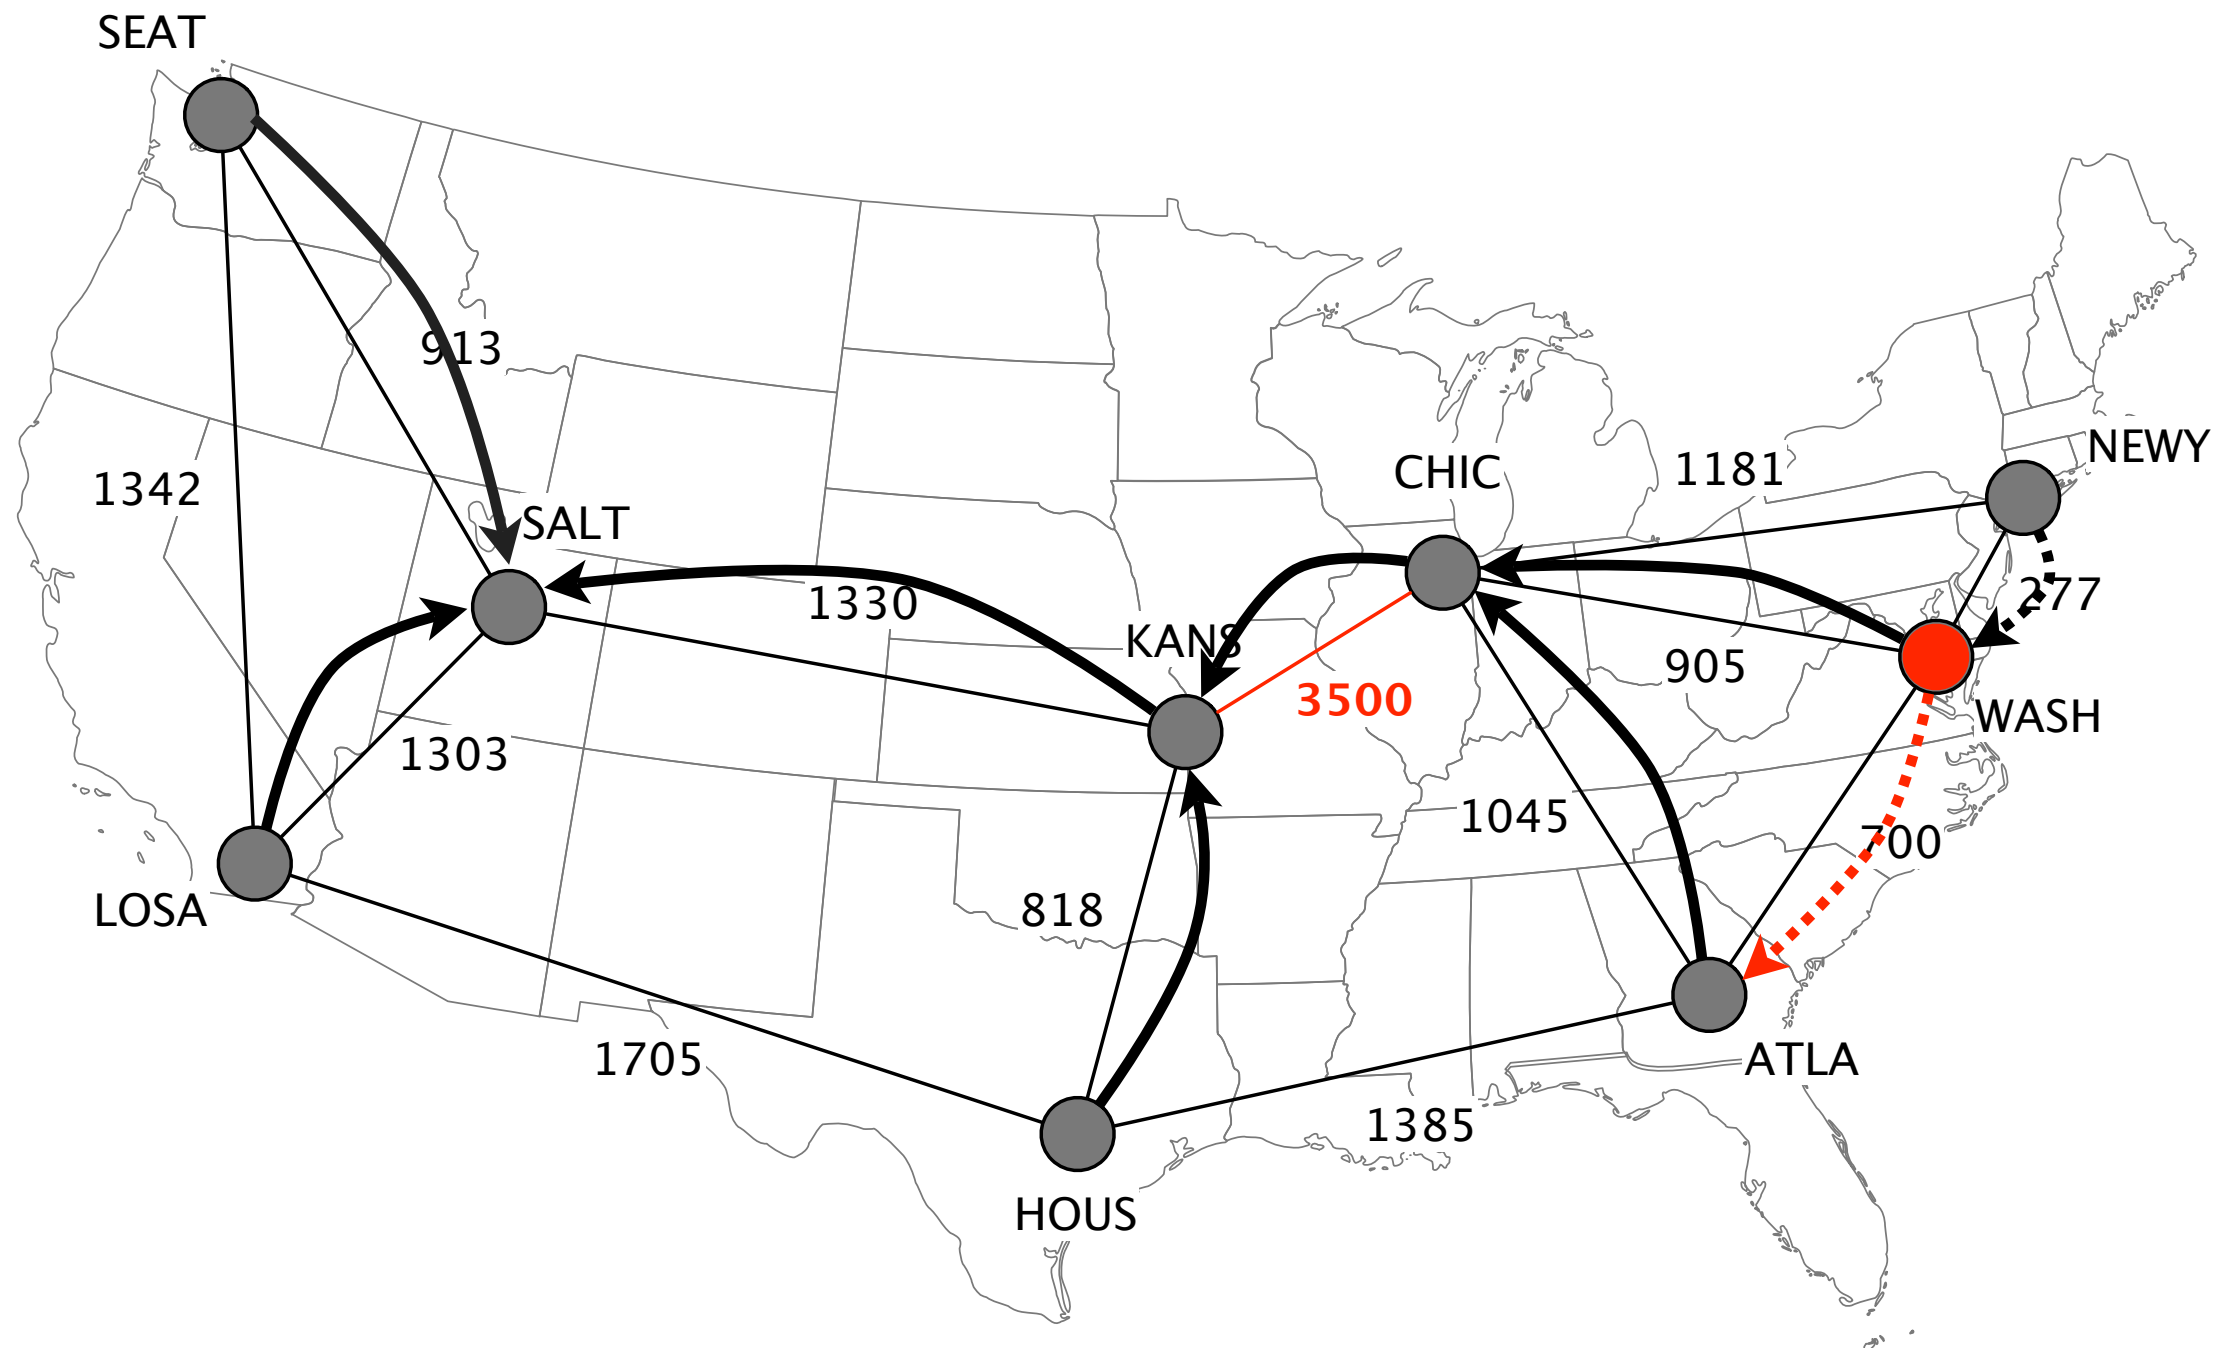 SEAT
913
NEWY
1181
CHIC
1342
SALT
277
1330
KANS
905
3500
WASH
1303
1045
700
818
LOSA
1705
ATLA
1385
HOUS